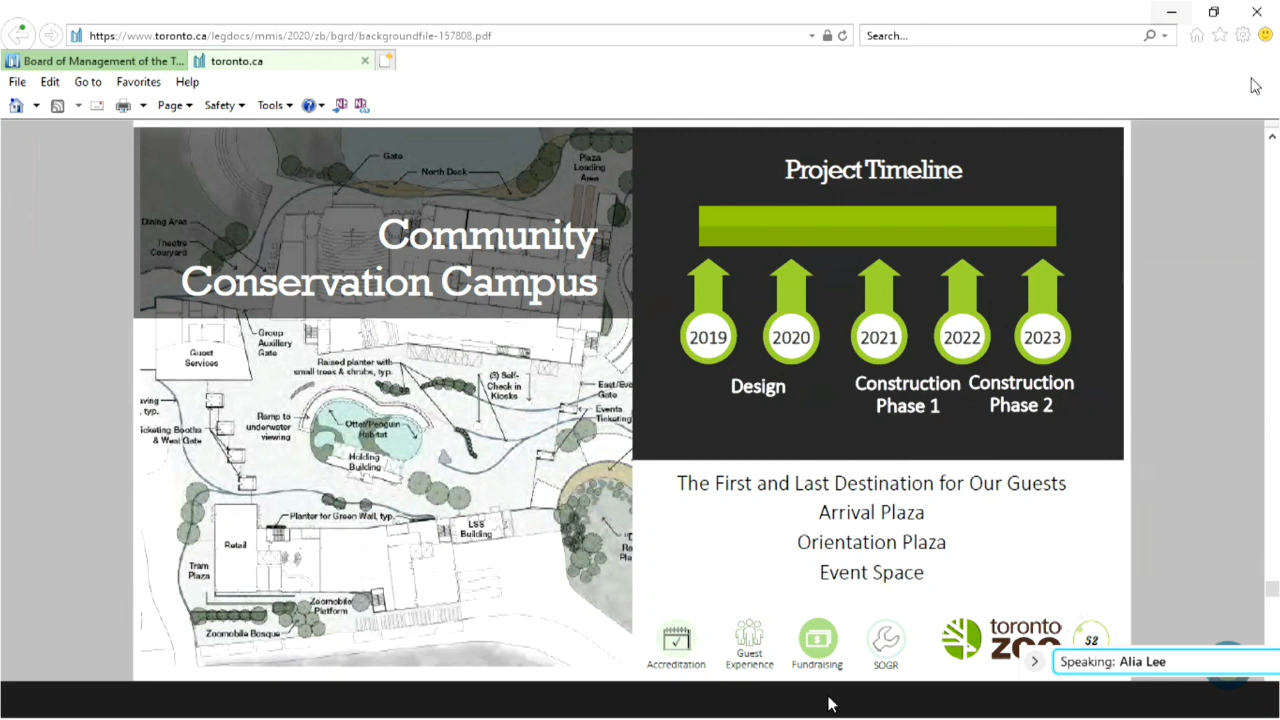 https://www.toronto.ca/legdocs/mmis/2020/zb/bgrd/backgroundfile-157808.pdf
Search...
Board of Management of the T...
toronto.ca
File Edit Go to Favorites Help
Page Safety Tools
Gate
North Deck
Plaza
Loading
Area
Dining Area
Theatre
Courtyard
Community
Conservation Campus
Group
Auxiliary
Gate
Guest
Services
Raised planter with
small trees & shrubs, typ.
(3) Self-
Check in
Kiosks
Gate
Events
Ticketing
aving
, typ.
icketing Booths
& West Gate
Ramp to
underwater
viewing
Otter/Penguin
Habitat
Holding
Building
Planter for Green Wall, typ.
LSS
Building
Retail
Tram
Plaza
Zoomobile
Platform
Zoomobile Bosque
Project Timeline
2019 2020 2021 2022 2023
Design
Construction
Phase 1
Construction
Phase 2
The First and Last Destination for Our Guests
Arrival Plaza
Orientation Plaza
Event Space
Accreditation
Guest
Experience
Fundraising
SOGR
toronto
52
Speaking: Alia Lee